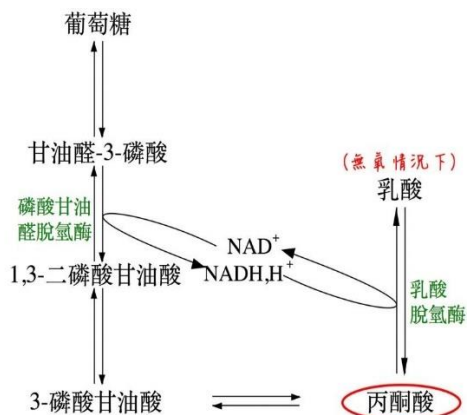 葡萄糖
甘油醛-3-磷酸
(無氧情況下)
乳酸
磷酸甘油
醛脫氫酶
NAD⁺
NADH,H⁺
1,3-二磷酸甘油酸
乳酸
脫氫酶
3-磷酸甘油酸
丙酮酸